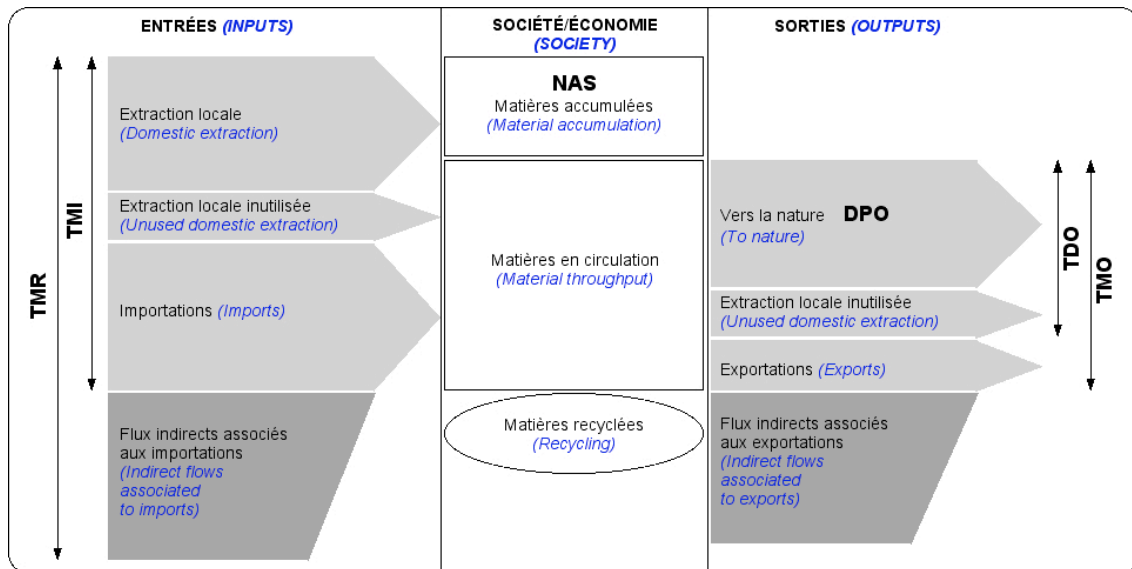 ENTRÉES (INPUTS)
SOCIÉTÉ/ÉCONOMIE
(SOCIETY)
SORTIES (OUTPUTS)
TMR
TMI
Extraction locale
(Domestic extraction)
Extraction locale inutilisée
(Unused domestic extraction)
Importations (Imports)
Flux indirects associés
aux importations
(Indirect flows
associated
to imports)
NAS
Matières accumulées
(Material accumulation)
Matières en circulation
(Material throughput)
Matières recyclées
(Recycling)
Vers la nature DPO
(To nature)
Extraction locale inutilisée
(Unused domestic extraction)
Exportations (Exports)
Flux indirects associés
aux exportations
(Indirect flows
associated
to exports)
TDO
TMO